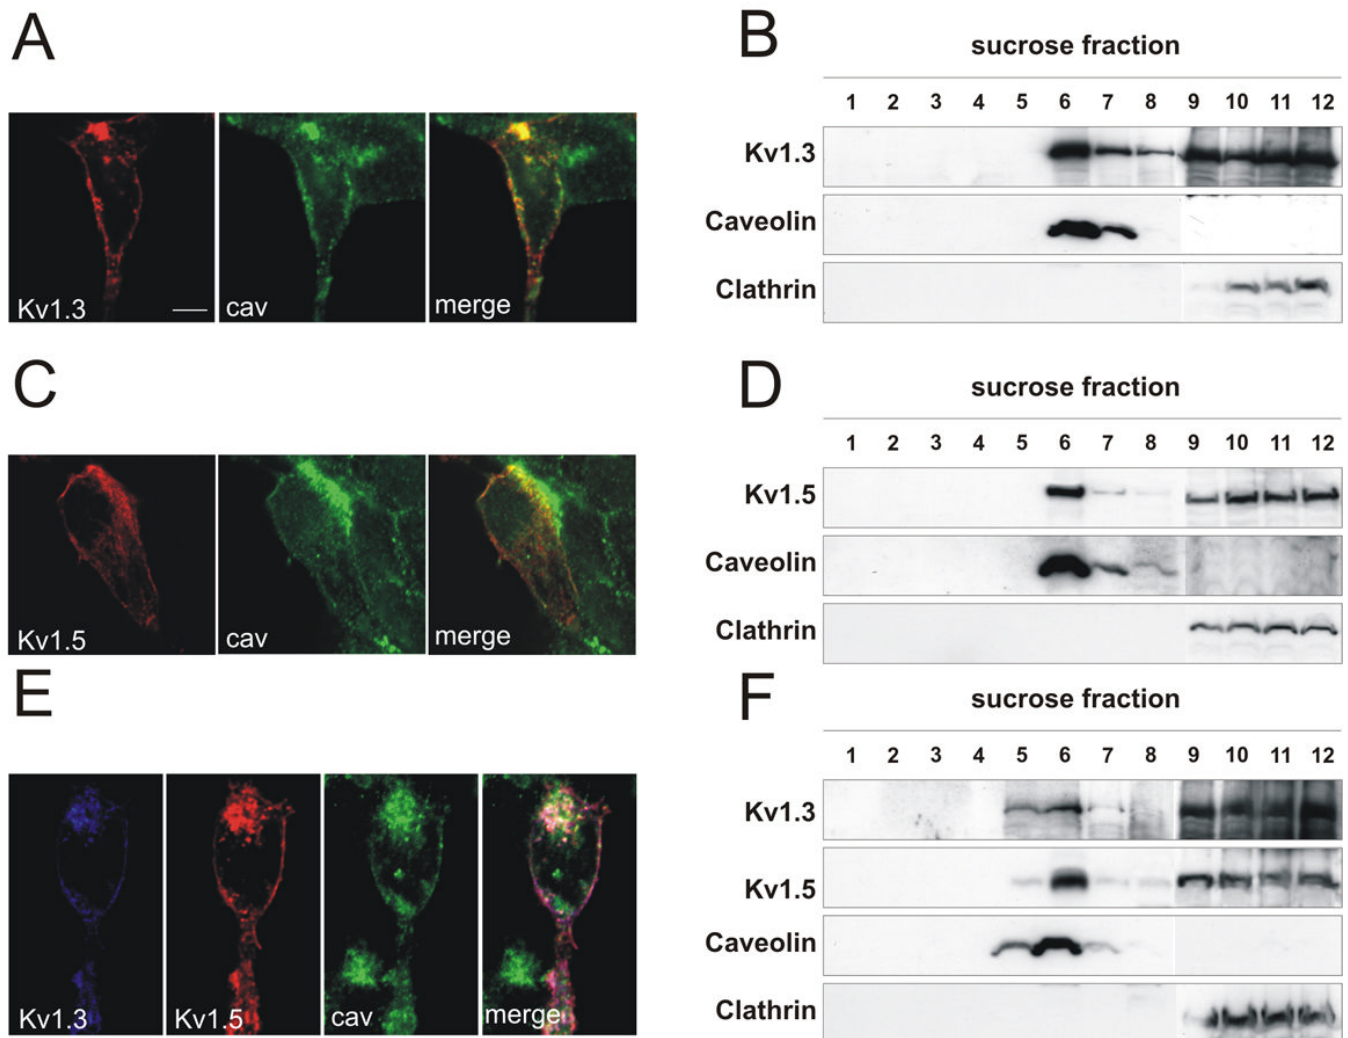 A
Kv1.3
cav
merge
B
sucrose fraction
1 2 3 4 5 6 7 8 9 10 11 12
Kv1.3
Caveolin
Clathrin
C
Kv1.5
cav
merge
D
sucrose fraction
1 2 3 4 5 6 7 8 9 10 11 12
Kv1.5
Caveolin
Clathrin
E
Kv1.3
Kv1.5
cav
merge
F
sucrose fraction
1 2 3 4 5 6 7 8 9 10 11 12
Kv1.3
Kv1.5
Caveolin
Clathrin